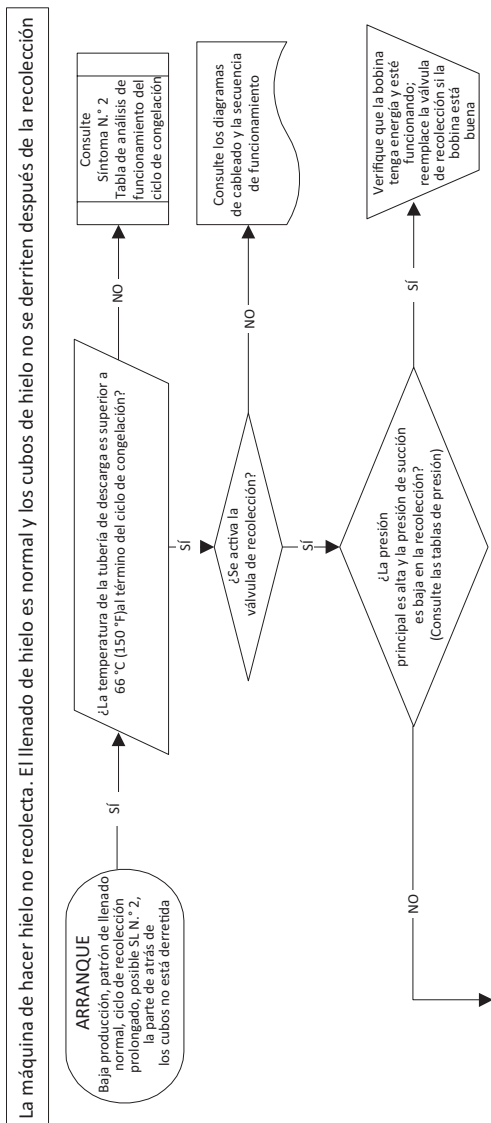 La máquina de hacer hielo no recolecta. El llenado de hielo es normal y los cubos de hielo no se derriten después de la recolección
ARRANQUE
Baja producción, patrón de llenado
normal, ciclo de recolección
prolongado, posible SL N.° 2,
la parte de atrás de
los cubos no está derretida
SÍ
¿La temperatura de la tubería de descarga es superior a
66 °C (150 °F)al término del ciclo de congelación?
NO
Consulte
Síntoma N.° 2
Tabla de análisis de
funcionamiento del
ciclo de congelación
SÍ
¿Se activa la
válvula de recolección?
NO
Consulte los diagramas
de cableado y la secuencia
de funcionamiento
SÍ
¿La presión
principal es alta y la presión de succión
es baja en la recolección?
(Consulte las tablas de presión)
SÍ
Verifique que la bobina
tenga energía y esté
funcionando;
reemplace la válvula
de recolección si la
bobina está
buena
NO